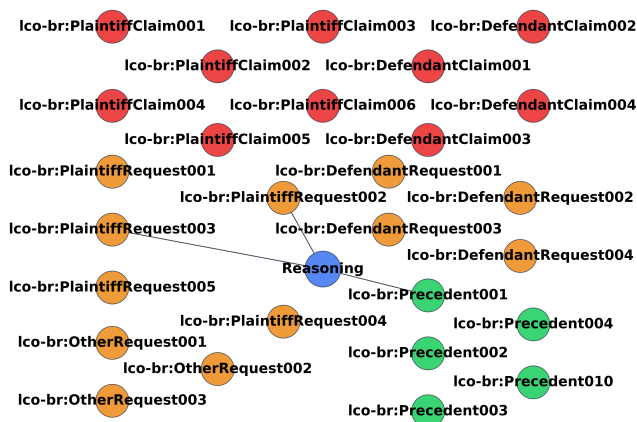 lco-br:PlaintiffClaim001
lco-br:PlaintiffClaim003
lco-br:DefendantClaim002
lco-br:PlaintiffClaim002
lco-br:DefendantClaim001
lco-br:PlaintiffClaim004
lco-br:PlaintiffClaim006
lco-br:DefendantClaim004
lco-br:PlaintiffClaim005
lco-br:DefendantClaim003
lco-br:PlaintiffRequest001
lco-br:DefendantRequest001
lco-br:PlaintiffRequest002
lco-br:DefendantRequest002
lco-br:PlaintiffRequest003
lco-br:DefendantRequest003
lco-br:DefendantRequest004
Reasoning
lco-br:PlaintiffRequest005
lco-br:Precedent001
lco-br:PlaintiffRequest004
lco-br:Precedent004
lco-br:OtherRequest001
lco-br:Precedent002
lco-br:OtherRequest002
lco-br:Precedent010
lco-br:OtherRequest003
lco-br:Precedent003